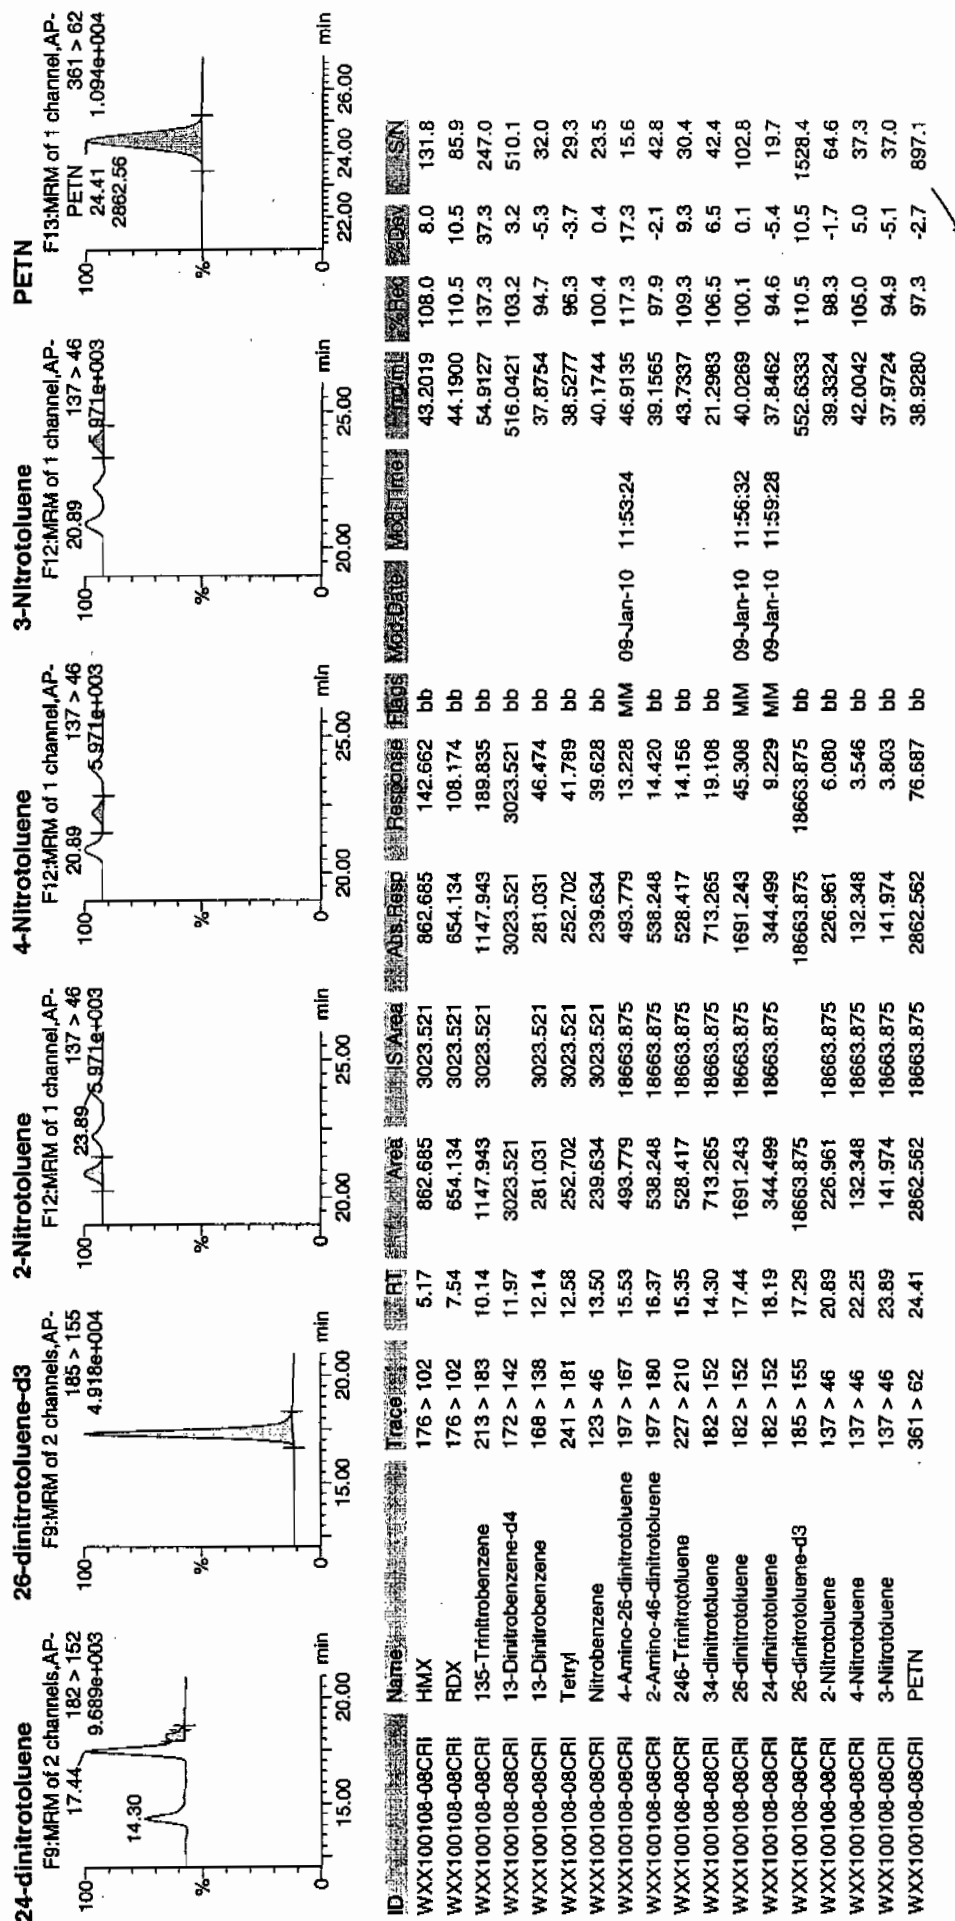 24-dinitrotoluene
F9:MRM of 2 channels,AP-
182 > 152
9.689e+003
17.44
14.30
100
%
0
15.00
20.00
min
26-dinitrotoluene-d3
F9:MRM of 2 channels,AP-
185 > 155
4.918e+004
100
%
0
15.00
20.00
min
2-Nitrotoluene
F12:MRM of 1 channel,AP-
137 > 46
5.971e+003
23.89
100
%
0
20.00
25.00
min
4-Nitrotoluene
F12:MRM of 1 channel,AP-
137 > 46
5.971e+003
20.89
100
%
0
20.00
25.00
min
3-Nitrotoluene
F12:MRM of 1 channel,AP-
137 > 46
5.971e+003
20.89
100
%
0
20.00
25.00
min
PETN
F13:MRM of 1 channel,AP-
361 > 62
1.094e+004
PETN
24.41
2862.56
100
%
0
22.00
24.00
26.00
min
ID Name Trace RT Area IS Area Abs.Resp Response Flags Mod.Date Mod.Time ng/mL %Rec %Dev S/N
WXX100108-08CRI HMX 176 > 102 5.17 862.685 3023.521 862.685 142.662 bb 43.2019 108.0 8.0 131.8
WXX100108-08CRI RDX 176 > 102 7.54 654.134 3023.521 654.134 108.174 bb 44.1900 110.5 10.5 85.9
WXX100108-08CRI 135-Trinitrobenzene 213 > 183 10.14 1147.943 3023.521 1147.943 189.835 bb 54.9127 137.3 37.3 247.0
WXX100108-08CRI 13-Dinitrobenzene-d4 172 > 142 11.97 3023.521 3023.521 3023.521 bb 516.0421 103.2 3.2 510.1
WXX100108-08CRI 13-Dinitrobenzene 168 > 138 12.14 281.031 3023.521 281.031 46.474 bb 37.8754 94.7 -5.3 32.0
WXX100108-08CRI Tetryl 241 > 181 12.58 252.702 3023.521 252.702 41.789 bb 38.5277 96.3 -3.7 29.3
WXX100108-08CRI Nitrobenzene 123 > 46 13.50 239.634 3023.521 239.634 39.628 bb 40.1744 100.4 0.4 23.5
WXX100108-08CRI 4-Amino-26-dinitrotoluene 197 > 167 15.53 493.779 18663.875 493.779 13.228 MM 09-Jan-10 11:53:24 46.9135 117.3 17.3 15.6
WXX100108-08CRI 2-Amino-46-dinitrotoluene 197 > 180 16.37 538.248 18663.875 538.248 14.420 bb 39.1565 97.9 -2.1 42.8
WXX100108-08CRI 246-Trinitrotoluene 227 > 210 15.35 528.417 18663.875 528.417 14.156 bb 43.7337 109.3 9.3 30.4
WXX100108-08CRI 34-dinitrotoluene 182 > 152 14.30 713.265 18663.875 713.265 19.108 bb 21.2983 106.5 6.5 42.4
WXX100108-08CRI 26-dinitrotoluene 182 > 152 17.44 1691.243 18663.875 1691.243 45.308 MM 09-Jan-10 11:56:32 40.0269 100.1 0.1 102.8
WXX100108-08CRI 24-dinitrotoluene 182 > 152 18.19 344.499 18663.875 344.499 9.229 MM 09-Jan-10 11:59:28 37.8462 94.6 -5.4 19.7
WXX100108-08CRI 26-dinitrotoluene-d3 185 > 155 17.29 18663.875 18663.875 18663.875 bb 552.6333 110.5 10.5 1528.4
WXX100108-08CRI 2-Nitrotoluene 137 > 46 20.89 226.961 18663.875 226.961 6.080 bb 39.3324 98.3 -1.7 64.6
WXX100108-08CRI 4-Nitrotoluene 137 > 46 22.25 132.348 18663.875 132.348 3.546 bb 42.0042 105.0 5.0 37.3
WXX100108-08CRI 3-Nitrotoluene 137 > 46 23.89 141.974 18663.875 141.974 3.803 bb 37.9724 94.9 -5.1 37.0
WXX100108-08CRI PETN 361 > 62 24.41 2862.562 18663.875 2862.562 76.687 bb 38.9280 97.3 -2.7 897.1